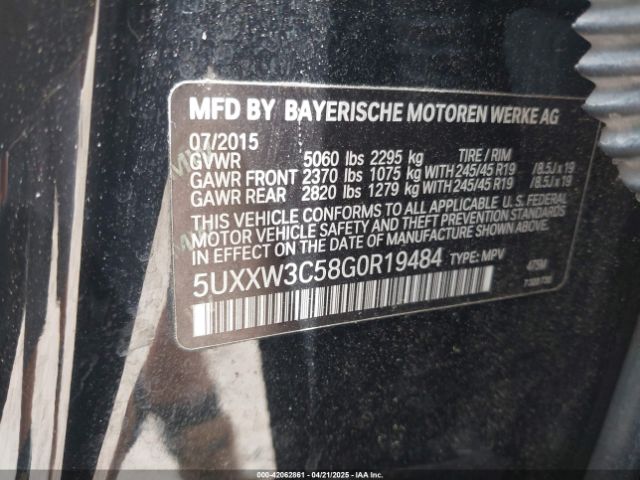 MFD BY BAYERISCHE MOTOREN WERKE AG
07/2015
GVWR 5060 lbs 2295 kg TIRE / RIM
GAWR FRONT 2370 lbs 1075 kg WITH 245/45 R19 / 8.5J x 19
GAWR REAR 2820 lbs 1279 kg WITH 245/45 R19 / 8.5J x 19
THIS VEHICLE CONFORMS TO ALL APPLICABLE U.S. FEDERAL
MOTOR VEHICLE SAFETY AND THEFT PREVENTION STANDARDS
IN EFFECT ON THE DATE OF MANUFACTURE SHOWN ABOVE.
5UXXW3C58G0R19484 TYPE: MPV
475M
000-42062861 - 04/21/2025 - IAAI.COM